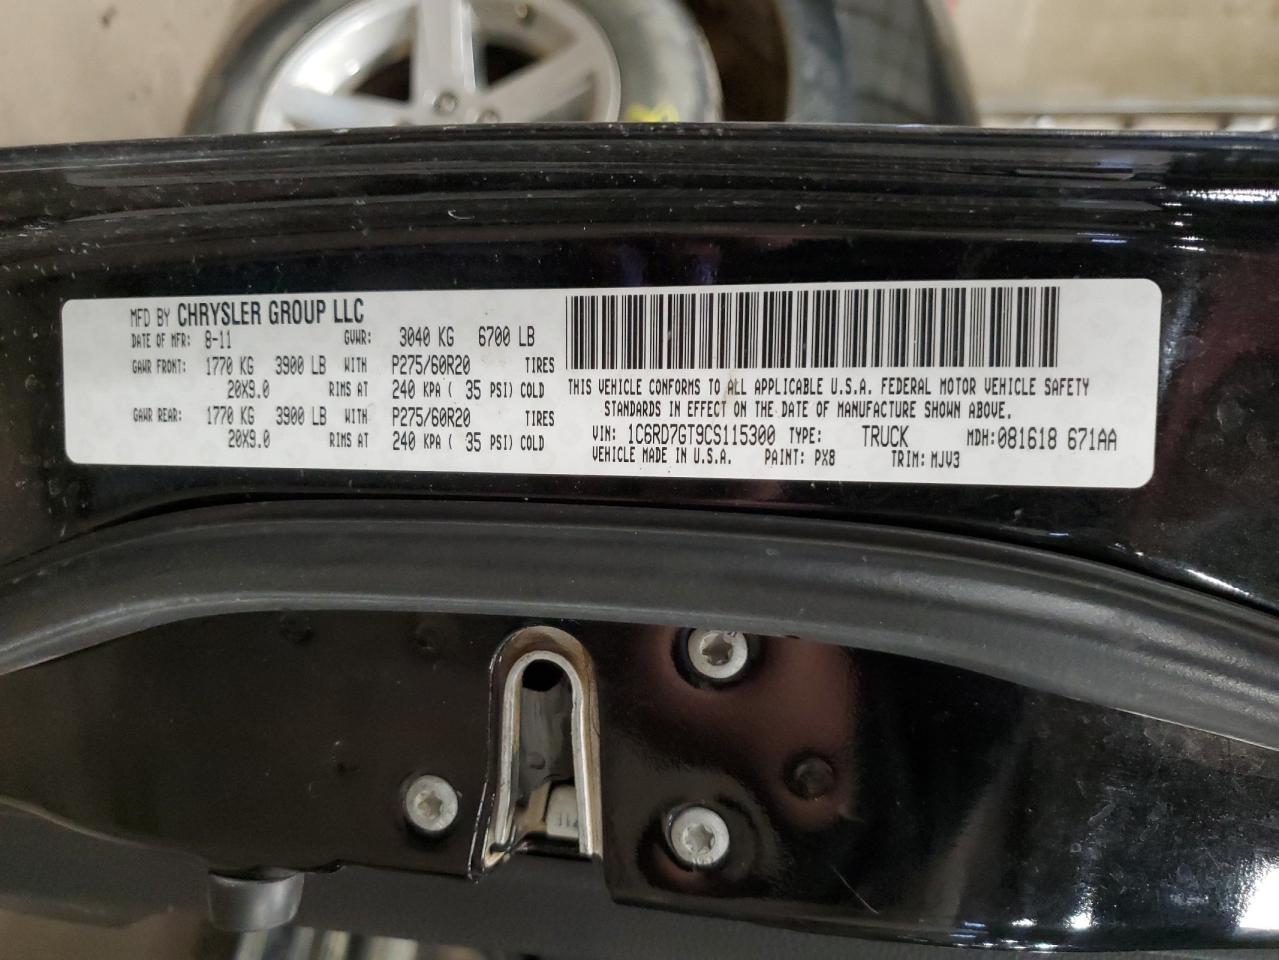 MFD BY CHRYSLER GROUP LLC
DATE OF MFR: 8-11 GVWR: 3040 KG 6700 LB
GAWR FRONT: 1770 KG 3900 LB WITH P275/60R20 TIRES
20X9.0 RIMS AT 240 KPA ( 35 PSI) COLD
GAWR REAR: 1770 KG 3900 LB WITH P275/60R20 TIRES
20X9.0 RIMS AT 240 KPA ( 35 PSI) COLD
THIS VEHICLE CONFORMS TO ALL APPLICABLE U.S.A. FEDERAL MOTOR VEHICLE SAFETY
STANDARDS IN EFFECT ON THE DATE OF MANUFACTURE SHOWN ABOVE.
VIN: 1C6RD7GT9CS115300 TYPE: TRUCK MDH: 081618 671AA
VEHICLE MADE IN U.S.A. PAINT: PX8 TRIM: MJV3